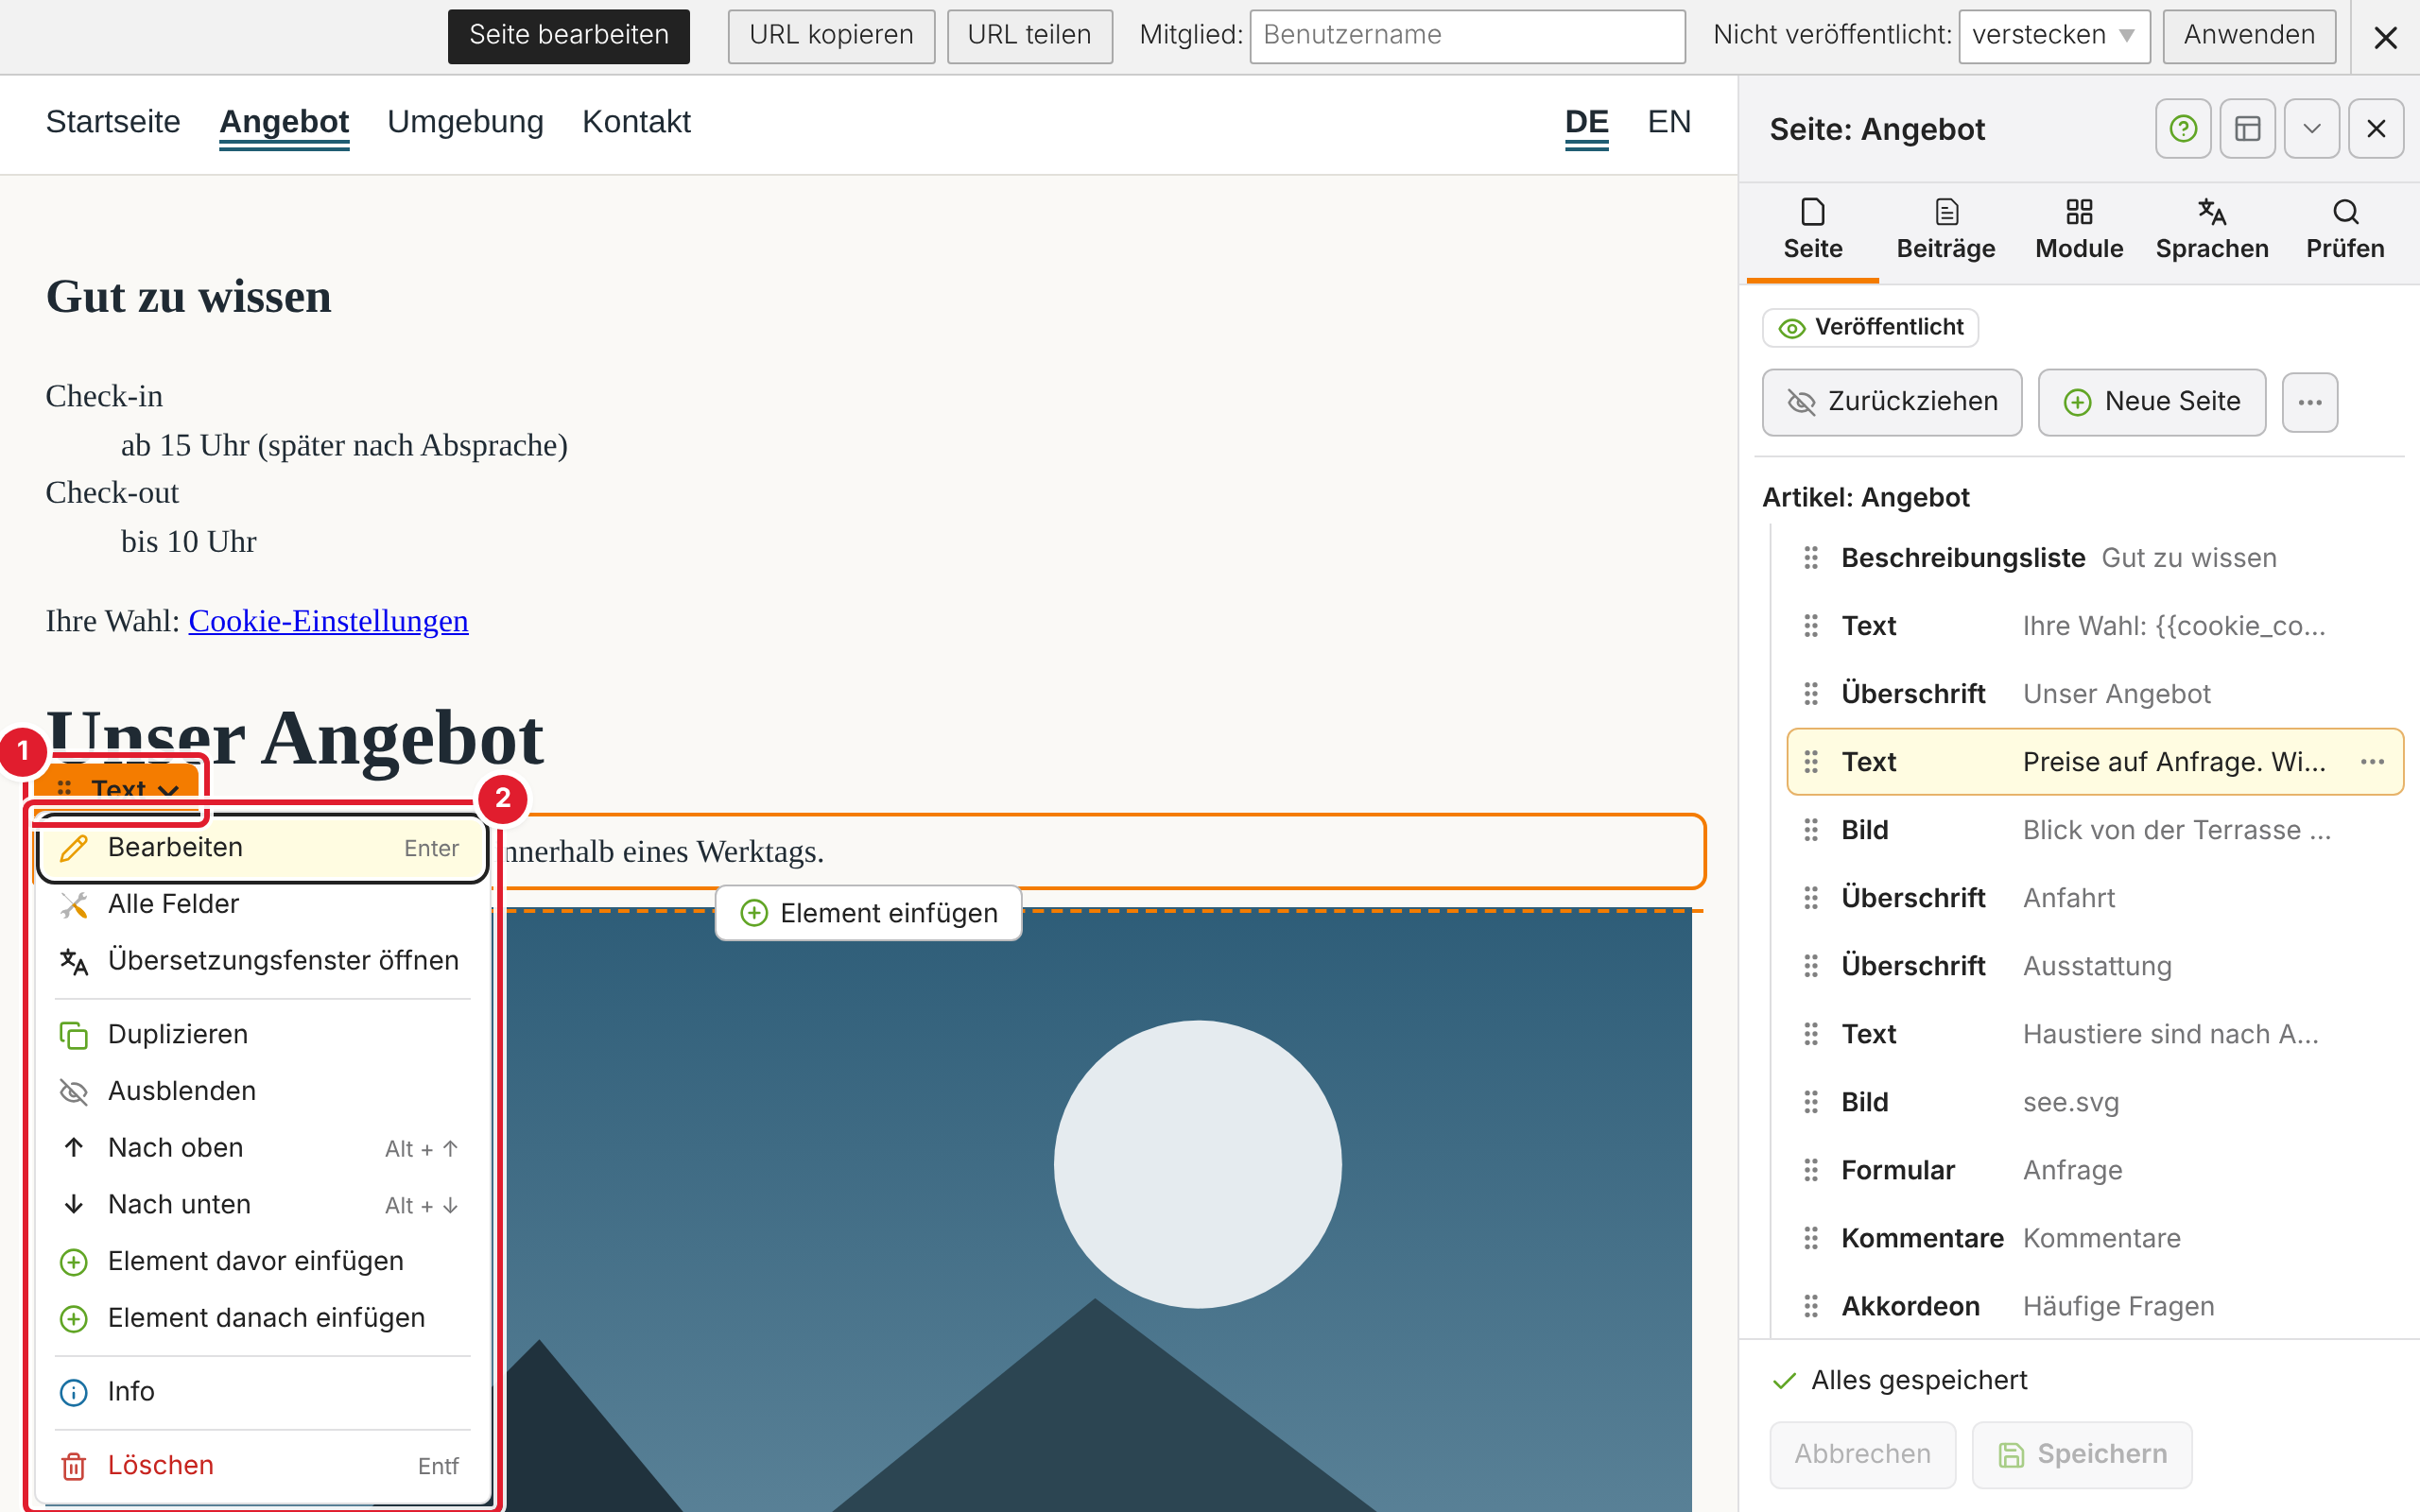 Seite bearbeiten URL kopieren URL teilen Mitglied: Benutzername Nicht veröffentlicht: verstecken Anwenden
Startseite Angebot Umgebung Kontakt DE EN
Gut zu wissen
Check-in
ab 15 Uhr (später nach Absprache)
Check-out
bis 10 Uhr
Ihre Wahl: Cookie-Einstellungen
Unser Angebot
1
Text
2
nnerhalb eines Werktags.
Bearbeiten Enter
Alle Felder
Übersetzungsfenster öffnen
Duplizieren
Ausblenden
Nach oben Alt + ↑
Nach unten Alt + ↓
Element davor einfügen
Element danach einfügen
Info
Löschen Entf
Element einfügen
Seite: Angebot
Seite Beiträge Module Sprachen Prüfen
Veröffentlicht
Zurückziehen Neue Seite
Artikel: Angebot
Beschreibungsliste Gut zu wissen
Text Ihre Wahl: {{cookie_co...
Überschrift Unser Angebot
Text Preise auf Anfrage. Wi...
Bild Blick von der Terrasse ...
Überschrift Anfahrt
Überschrift Ausstattung
Text Haustiere sind nach A...
Bild see.svg
Formular Anfrage
Kommentare Kommentare
Akkordeon Häufige Fragen
Alles gespeichert
Abbrechen Speichern